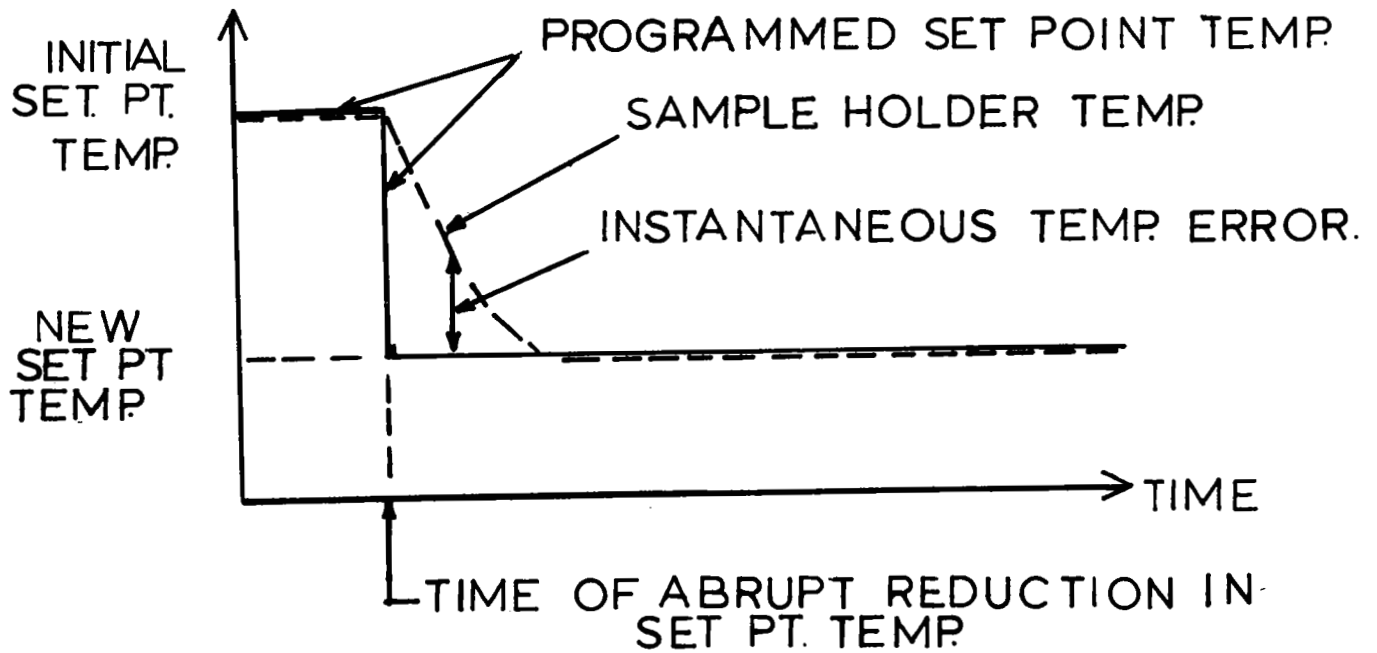 PROGRAMMED SET POINT TEMP.
INITIAL
SET. PT.
TEMP.
SAMPLE HOLDER TEMP.
INSTANTANEOUS TEMP. ERROR.
NEW
SET PT
TEMP.
TIME
TIME OF ABRUPT REDUCTION IN
SET PT. TEMP.